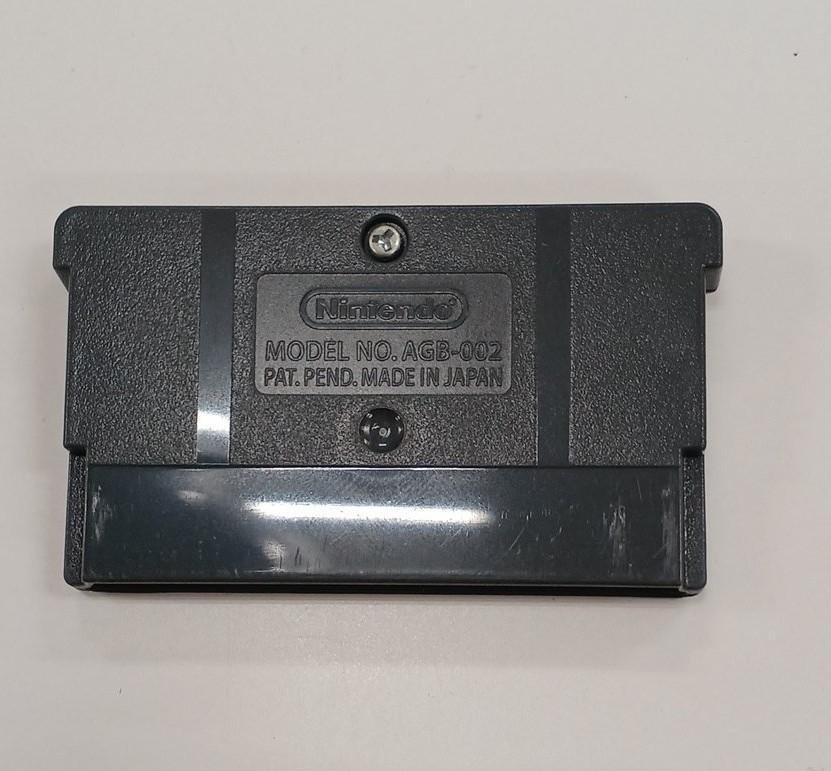 Nintendo®
MODEL NO. AGB-002
PAT. PEND. MADE IN JAPAN